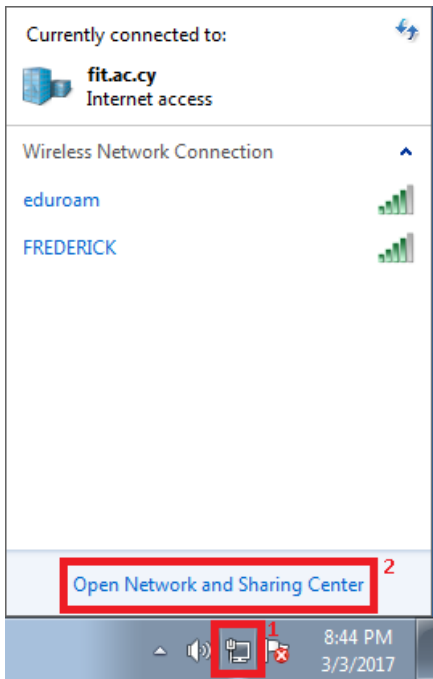 Currently connected to:
fit.ac.cy
Internet access
Wireless Network Connection
eduroam
FREDERICK
2
Open Network and Sharing Center
1
8:44 PM
3/3/2017